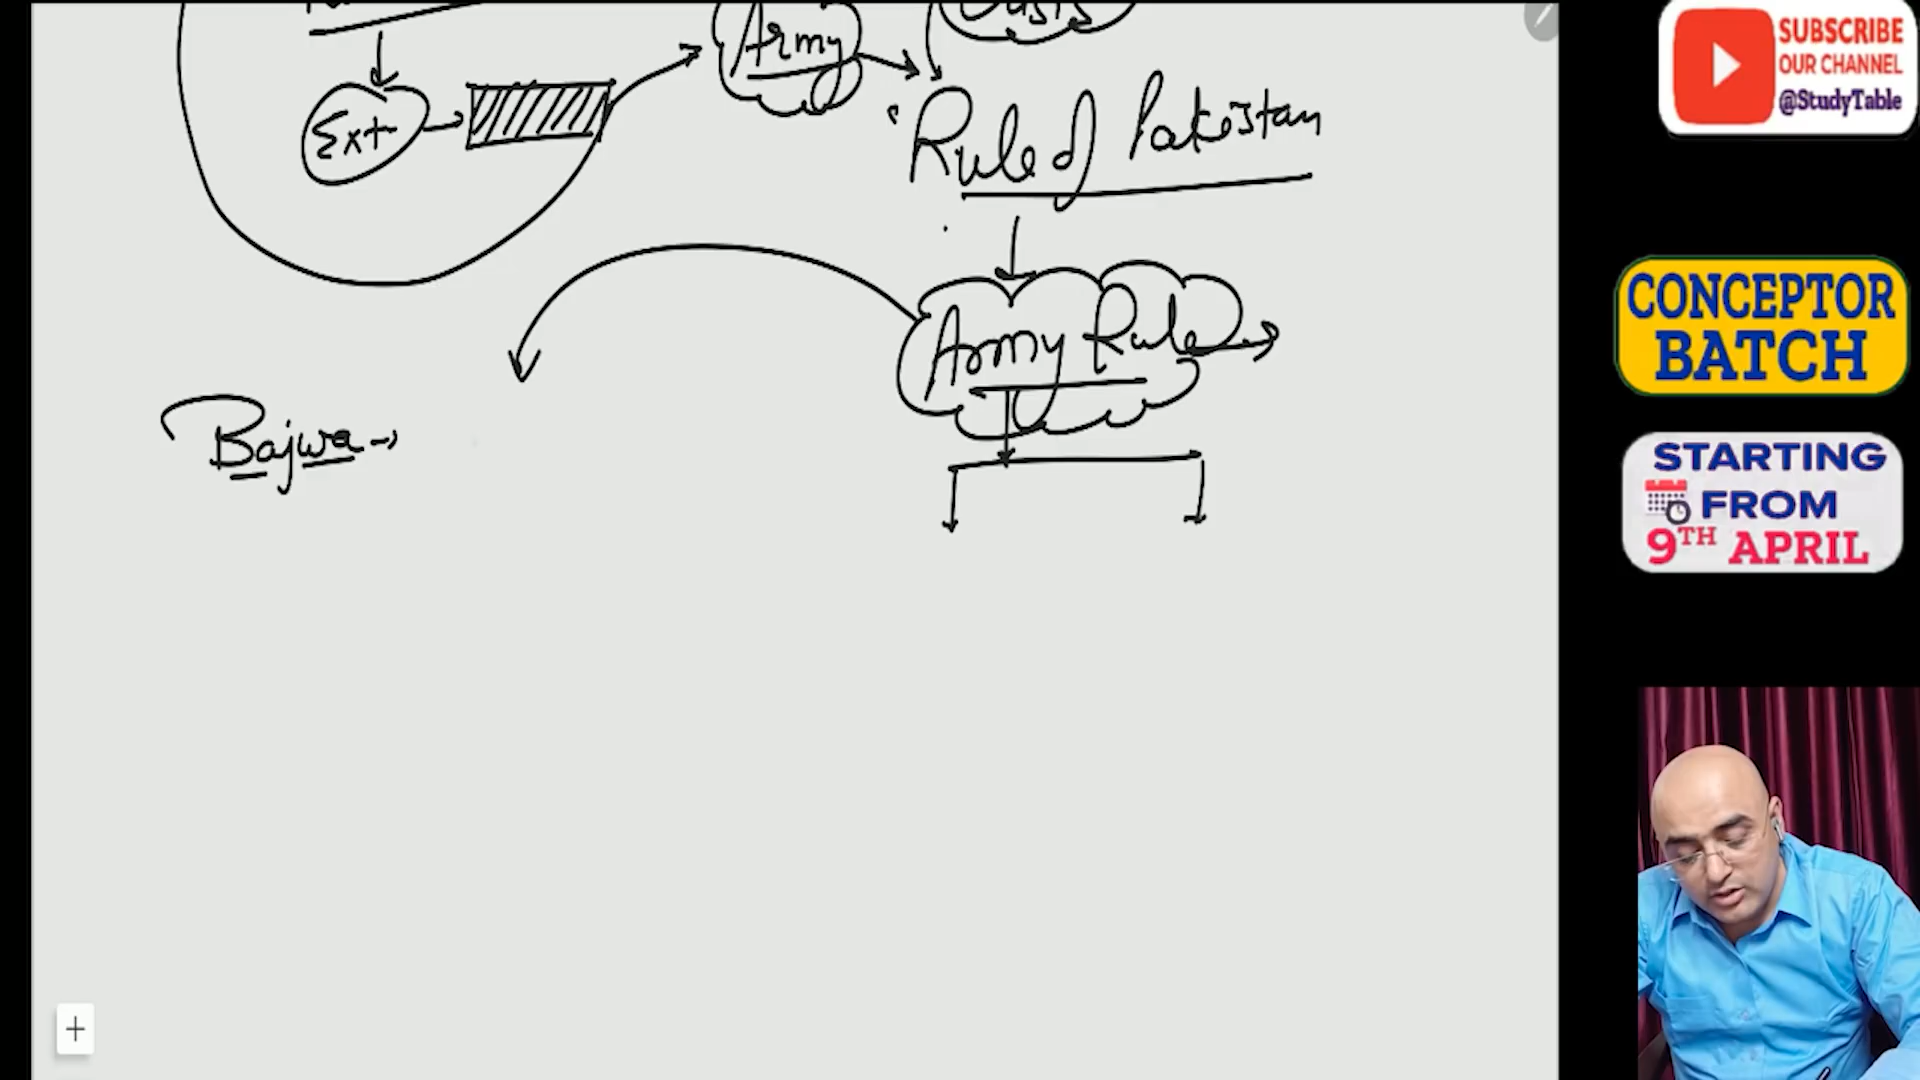 Army
Ext
Rule of Pakistan
Army Rule
Bajwa
SUBSCRIBE
OUR CHANNEL
@StudyTable
CONCEPTOR
BATCH
STARTING
FROM
9TH APRIL
+